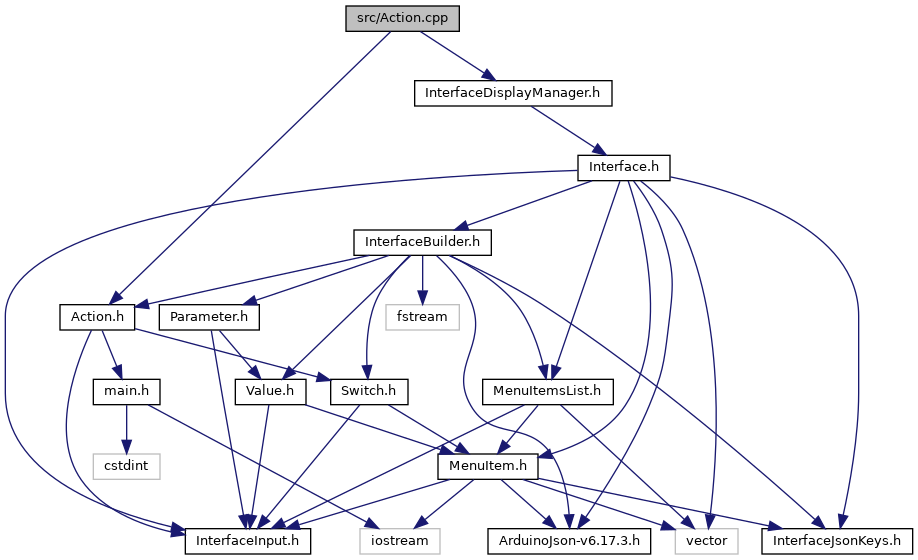 src/Action.cpp
InterfaceDisplayManager.h
Interface.h
InterfaceBuilder.h
Action.h
Parameter.h
fstream
main.h
Value.h
Switch.h
MenuItemsList.h
cstdint
MenuItem.h
InterfaceInput.h
iostream
ArduinoJson-v6.17.3.h
vector
InterfaceJsonKeys.h